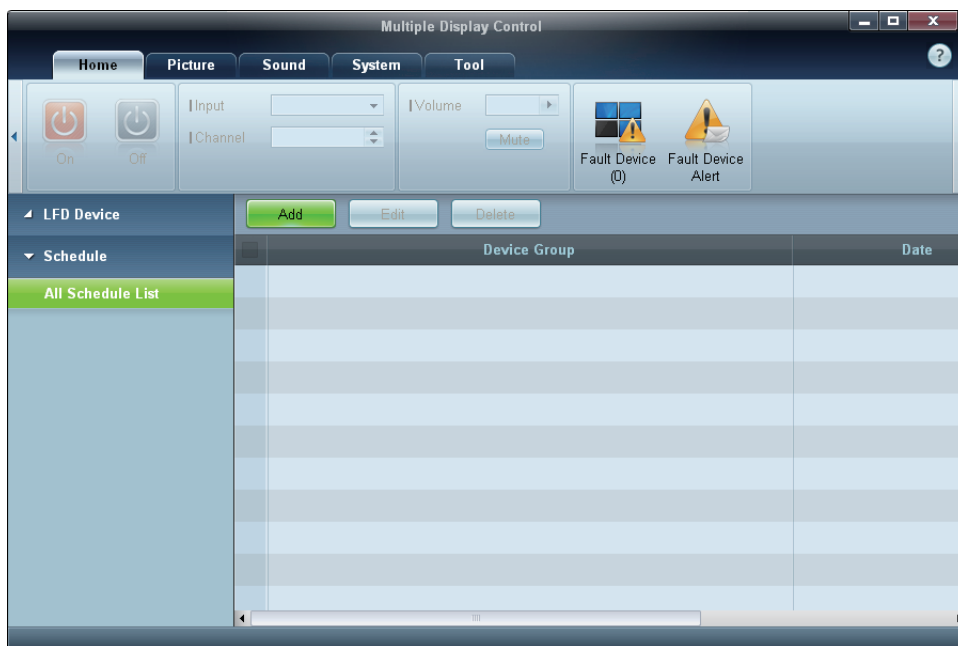 Multiple Display Control
Home Picture Sound System Tool
?
Input
Channel
On Off
Volume
Mute
Fault Device
(0)
Fault Device
Alert
LFD Device
Schedule
All Schedule List
Add Edit Delete
Device Group Date